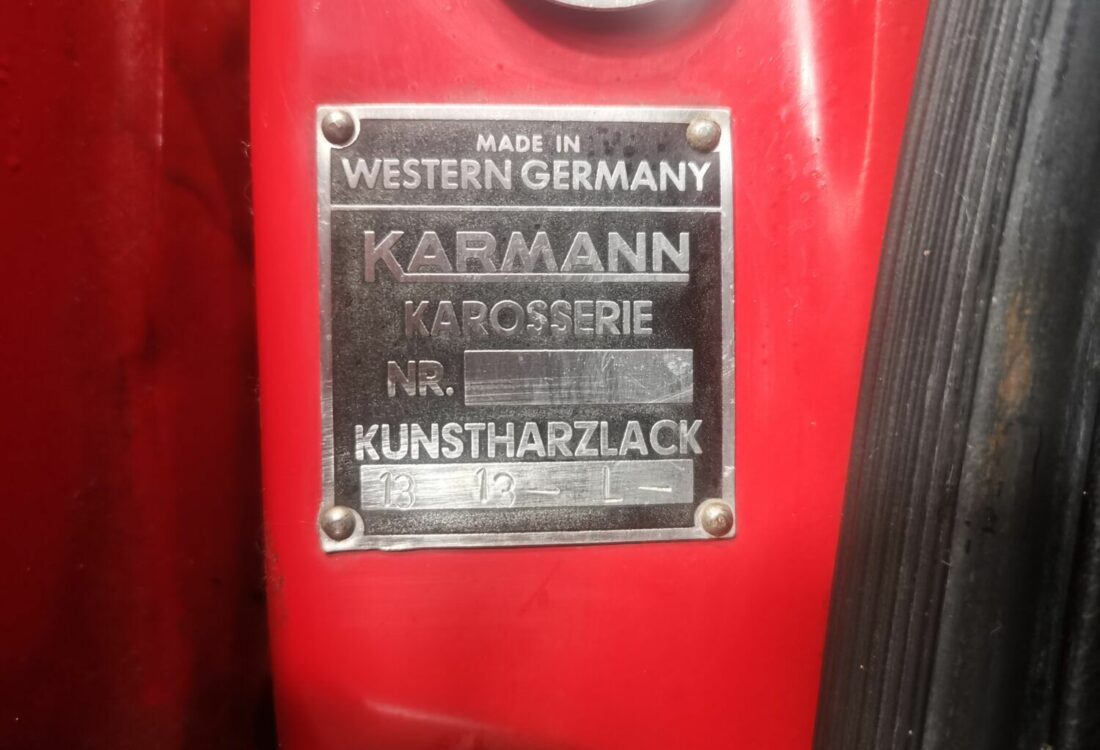 MADE IN
WESTERN GERMANY
KARMANN
KAROSSERIE
NR.
KUNSTHARZLACK
13 13 - L -